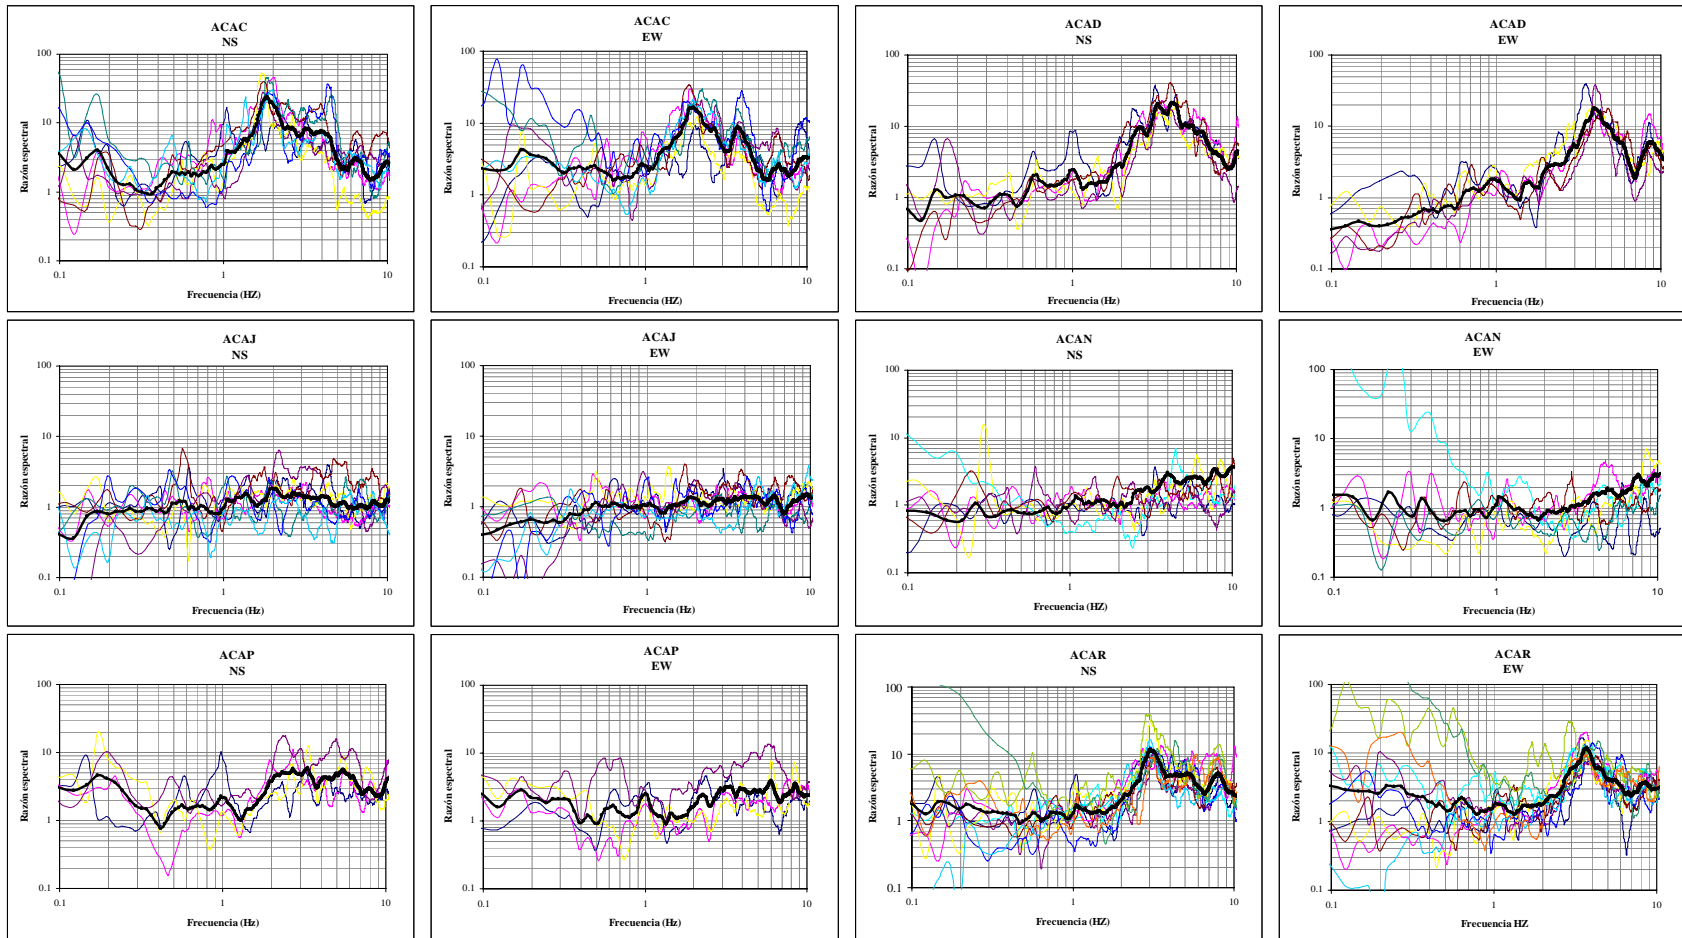 ACAC
NS
100
10
1
0.1
Razón espectral
0.1
1
10
Frecuencia (HZ)
ACAC
EW
100
10
1
0.1
Razón espectral
0.1
1
10
Frecuencia (HZ)
ACAD
NS
100
10
1
0.1
Razón espectral
0.1
1
10
Frecuencia (HZ)
ACAD
EW
100
10
1
0.1
Razón espectral
0.1
1
10
Frecuencia (Hz)
ACAJ
NS
100
10
1
0.1
Razón espectral
0.1
1
10
Frecuencia (Hz)
ACAJ
EW
100
10
1
0.1
Razón espectral
0.1
1
10
Frecuencia (Hz)
ACAN
NS
100
10
1
0.1
Razón espectral
0.1
1
10
Frecuencia (HZ)
ACAN
EW
100
10
1
0.1
Razón espectral
0.1
1
10
Frecuencia (Hz)
ACAP
NS
100
10
1
0.1
Razón espectral
0.1
1
10
Frecuencia (Hz)
ACAP
EW
100
10
1
0.1
Razón espectral
0.1
1
10
Frecuencia (HZ)
ACAR
NS
100
10
1
0.1
Razón espectral
0.1
1
10
Frecuencia (HZ)
ACAR
EW
100
10
1
0.1
Razón espectral
0.1
1
10
Frecuencia HZ